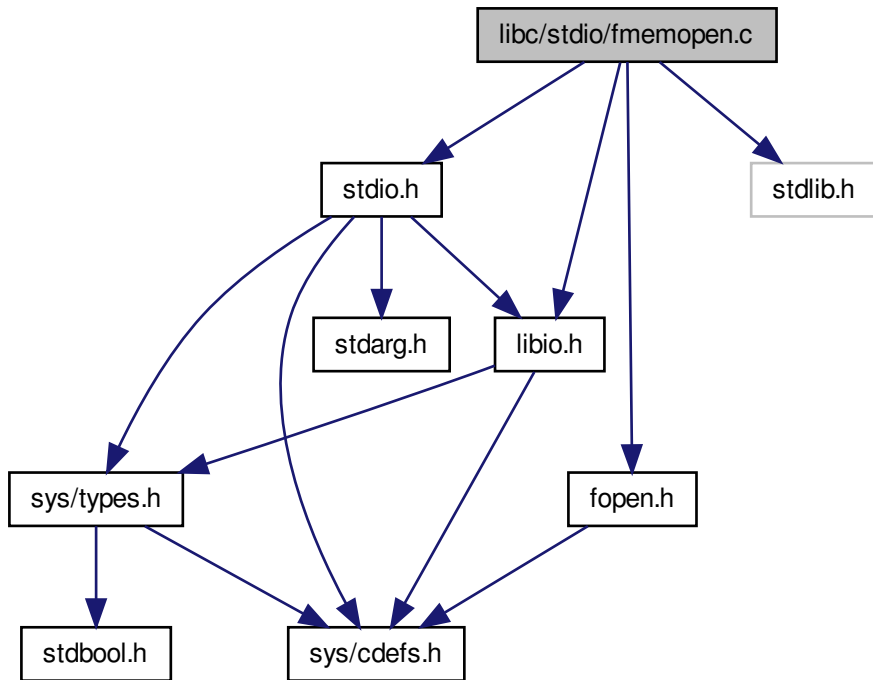 libc/stdio/fmemopen.c
stdio.h
stdlib.h
stdarg.h
libio.h
sys/types.h
fopen.h
stdbool.h
sys/cdefs.h